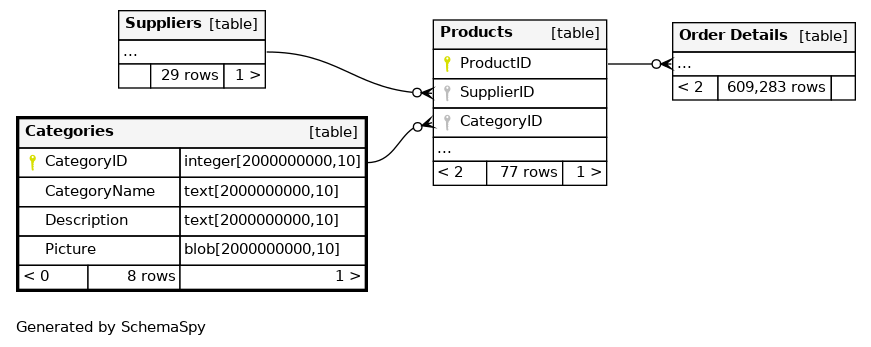 Suppliers [table]
...
29 rows 1 >
Categories [table]
CategoryID integer[2000000000,10]
CategoryName text[2000000000,10]
Description text[2000000000,10]
Picture blob[2000000000,10]
< 0 8 rows 1 >
Products [table]
ProductID
SupplierID
CategoryID
...
< 2 77 rows 1 >
Order Details [table]
...
< 2 609,283 rows
Generated by SchemaSpy